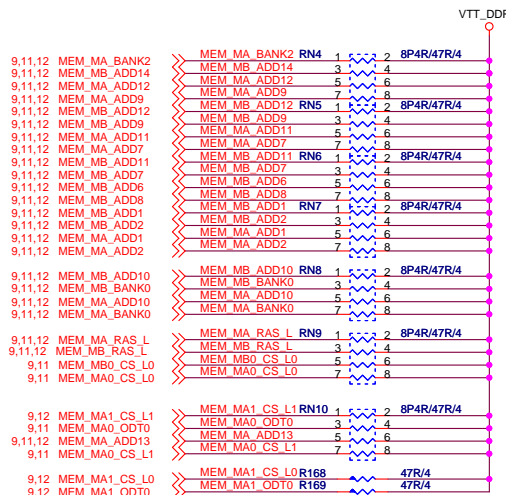 VTT_DDR
9,11,12 MEM_MA_BANK2 MEM_MA_BANK2 RN4 1 2 8P4R/47R/4
9,11,12 MEM_MB_ADD14 MEM_MB_ADD14 3 4
9,11,12 MEM_MA_ADD12 MEM_MA_ADD12 5 6
9,11,12 MEM_MA_ADD9 MEM_MA_ADD9 7 8
9,11,12 MEM_MB_ADD12 MEM_MB_ADD12 RN5 1 2 8P4R/47R/4
9,11,12 MEM_MB_ADD9 MEM_MB_ADD9 3 4
9,11,12 MEM_MA_ADD11 MEM_MA_ADD11 5 6
9,11,12 MEM_MA_ADD7 MEM_MA_ADD7 7 8
9,11,12 MEM_MB_ADD11 MEM_MB_ADD11 RN6 1 2 8P4R/47R/4
9,11,12 MEM_MB_ADD7 MEM_MB_ADD7 3 4
9,11,12 MEM_MB_ADD6 MEM_MB_ADD6 5 6
9,11,12 MEM_MB_ADD8 MEM_MB_ADD8 7 8
9,11,12 MEM_MB_ADD1 MEM_MB_ADD1 RN7 1 2 8P4R/47R/4
9,11,12 MEM_MB_ADD2 MEM_MB_ADD2 3 4
9,11,12 MEM_MA_ADD1 MEM_MA_ADD1 5 6
9,11,12 MEM_MA_ADD2 MEM_MA_ADD2 7 8
9,11,12 MEM_MB_ADD10 MEM_MB_ADD10 RN8 1 2 8P4R/47R/4
9,11,12 MEM_MB_BANK0 MEM_MB_BANK0 3 4
9,11,12 MEM_MA_ADD10 MEM_MA_ADD10 5 6
9,11,12 MEM_MA_BANK0 MEM_MA_BANK0 7 8
9,11,12 MEM_MA_RAS_L MEM_MA_RAS_L RN9 1 2 8P4R/47R/4
9,11,12 MEM_MB_RAS_L MEM_MB_RAS_L 3 4
9,11 MEM_MB0_CS_L0 MEM_MB0_CS_L0 5 6
9,11 MEM_MA0_CS_L0 MEM_MA0_CS_L0 7 8
9,12 MEM_MA1_CS_L1 MEM_MA1_CS_L1 RN10 1 2 8P4R/47R/4
9,11 MEM_MA0_ODT0 MEM_MA0_ODT0 3 4
9,11,12 MEM_MA_ADD13 MEM_MA_ADD13 5 6
9,11 MEM_MA0_CS_L1 MEM_MA0_CS_L1 7 8
9,12 MEM_MA1_CS_L0 MEM_MA1_CS_L0 R168 47R/4
9,12 MEM_MA1_ODT0 MEM_MA1_ODT0 R169 47R/4